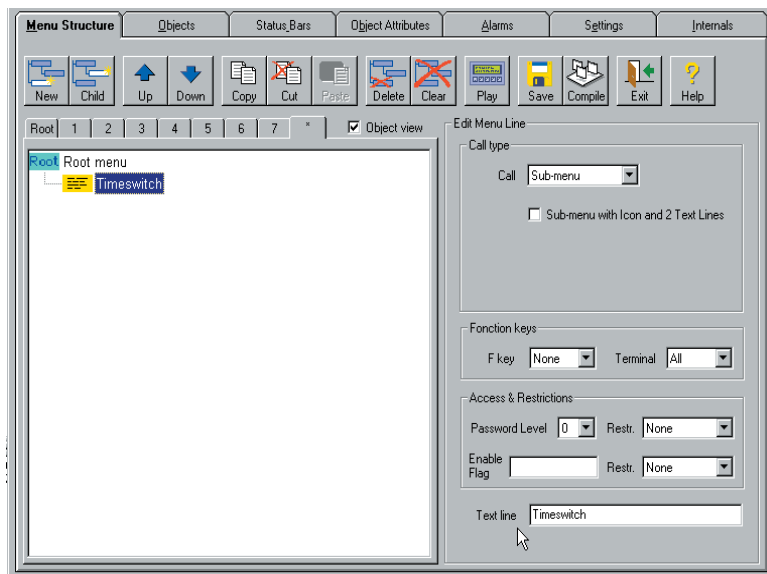 Menu Structure Objects Status Bars Object Attributes Alarms Settings Internals
New Child Up Down Copy Cut Paste Delete Clear Play Save Compile Exit Help
Root 1 2 3 4 5 6 7 * Object view
Root Root menu
Timeswitch
Edit Menu Line
Call type
Call Sub-menu
Sub-menu with Icon and 2 Text Lines
Fonction keys
F key None Terminal All
Access & Restrictions
Password Level 0 Restr. None
Enable
Flag Restr. None
Text line Timeswitch